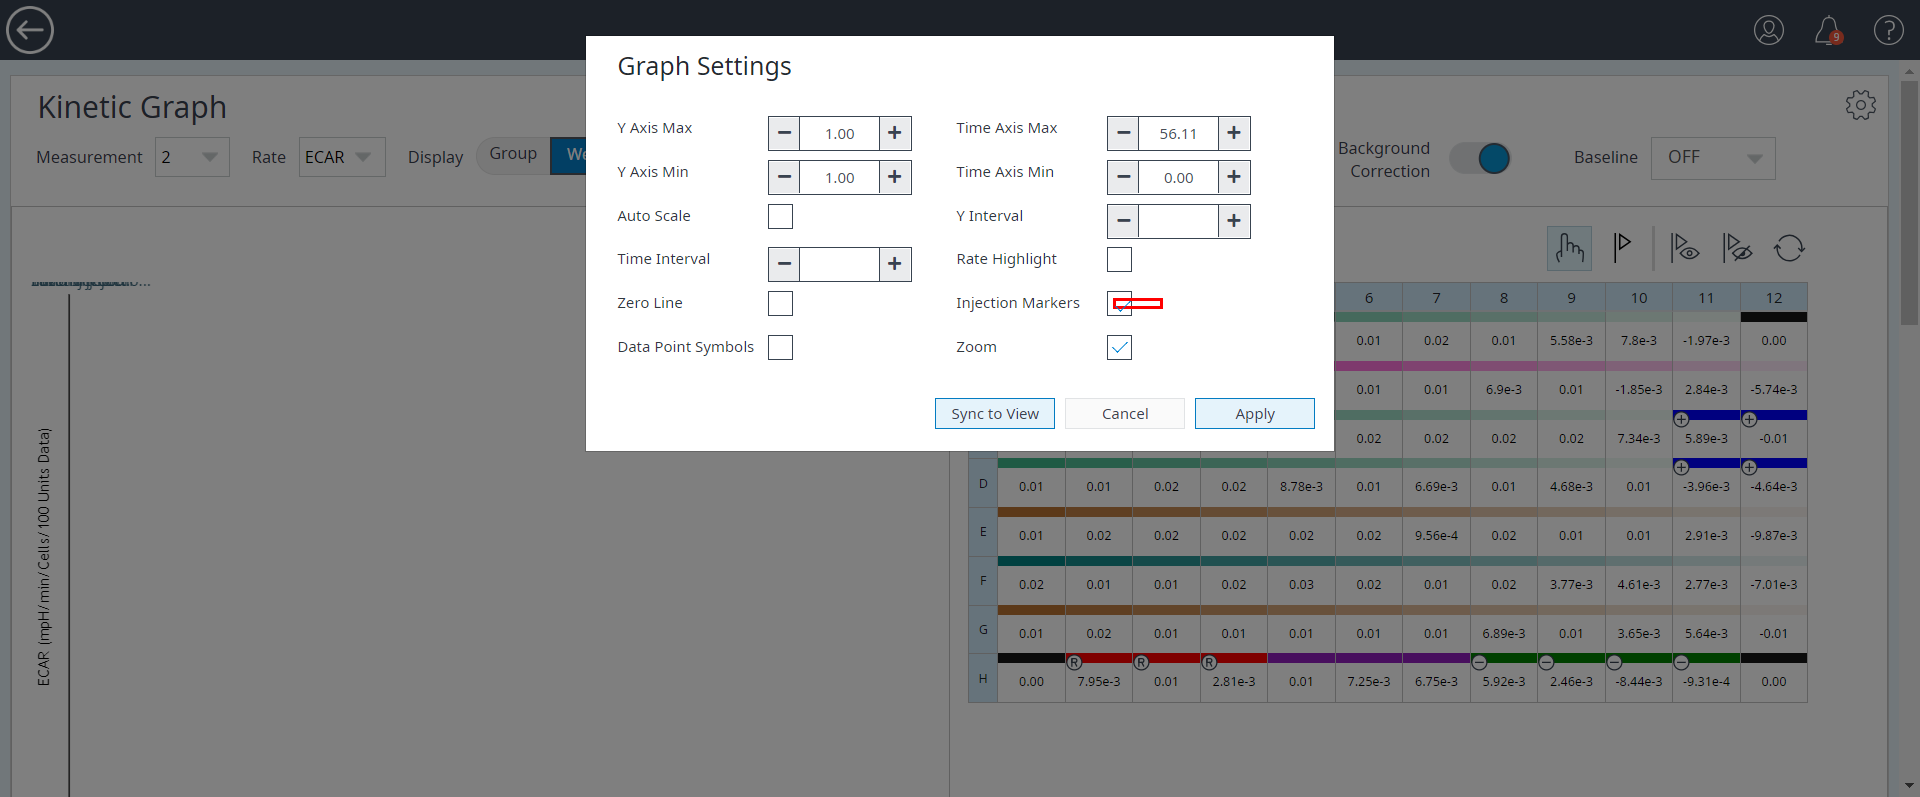 9
Graph Settings
Kinetic Graph
Y Axis Max
1.00
Time Axis Max
56.11
Measurement
2
Rate
ECAR
Display
Group
We
Background
Correction
Baseline
OFF
Y Axis Min
1.00
Time Axis Min
0.00
Auto Scale
Y Interval
Time Interval
Rate Highlight
Zero Line
Injection Markers
Data Point Symbols
Zoom
Sync to View
Cancel
Apply
ECAR (mpH/min/Cells/100 Units Data)
6 7 8 9 10 11 12
0.01 0.02 0.01 5.58e-3 7.8e-3 -1.97e-3 0.00
0.01 0.01 6.9e-3 0.01 -1.85e-3 2.84e-3 -5.74e-3
0.02 0.02 0.02 0.02 7.34e-3 5.89e-3 -0.01
D 0.01 0.01 0.02 0.02 8.78e-3 0.01 6.69e-3 0.01 4.68e-3 0.01 -3.96e-3 -4.64e-3
E 0.01 0.02 0.02 0.02 0.02 0.02 9.56e-4 0.02 0.01 0.01 2.91e-3 -9.87e-3
F 0.02 0.01 0.01 0.02 0.03 0.02 0.01 0.02 3.77e-3 4.61e-3 2.77e-3 -7.01e-3
G 0.01 0.02 0.01 0.01 0.01 0.01 0.01 6.89e-3 0.01 3.65e-3 5.64e-3 -0.01
R R R
H 0.00 7.95e-3 0.01 2.81e-3 0.01 7.25e-3 6.75e-3 5.92e-3 2.46e-3 -8.44e-3 -9.31e-4 0.00